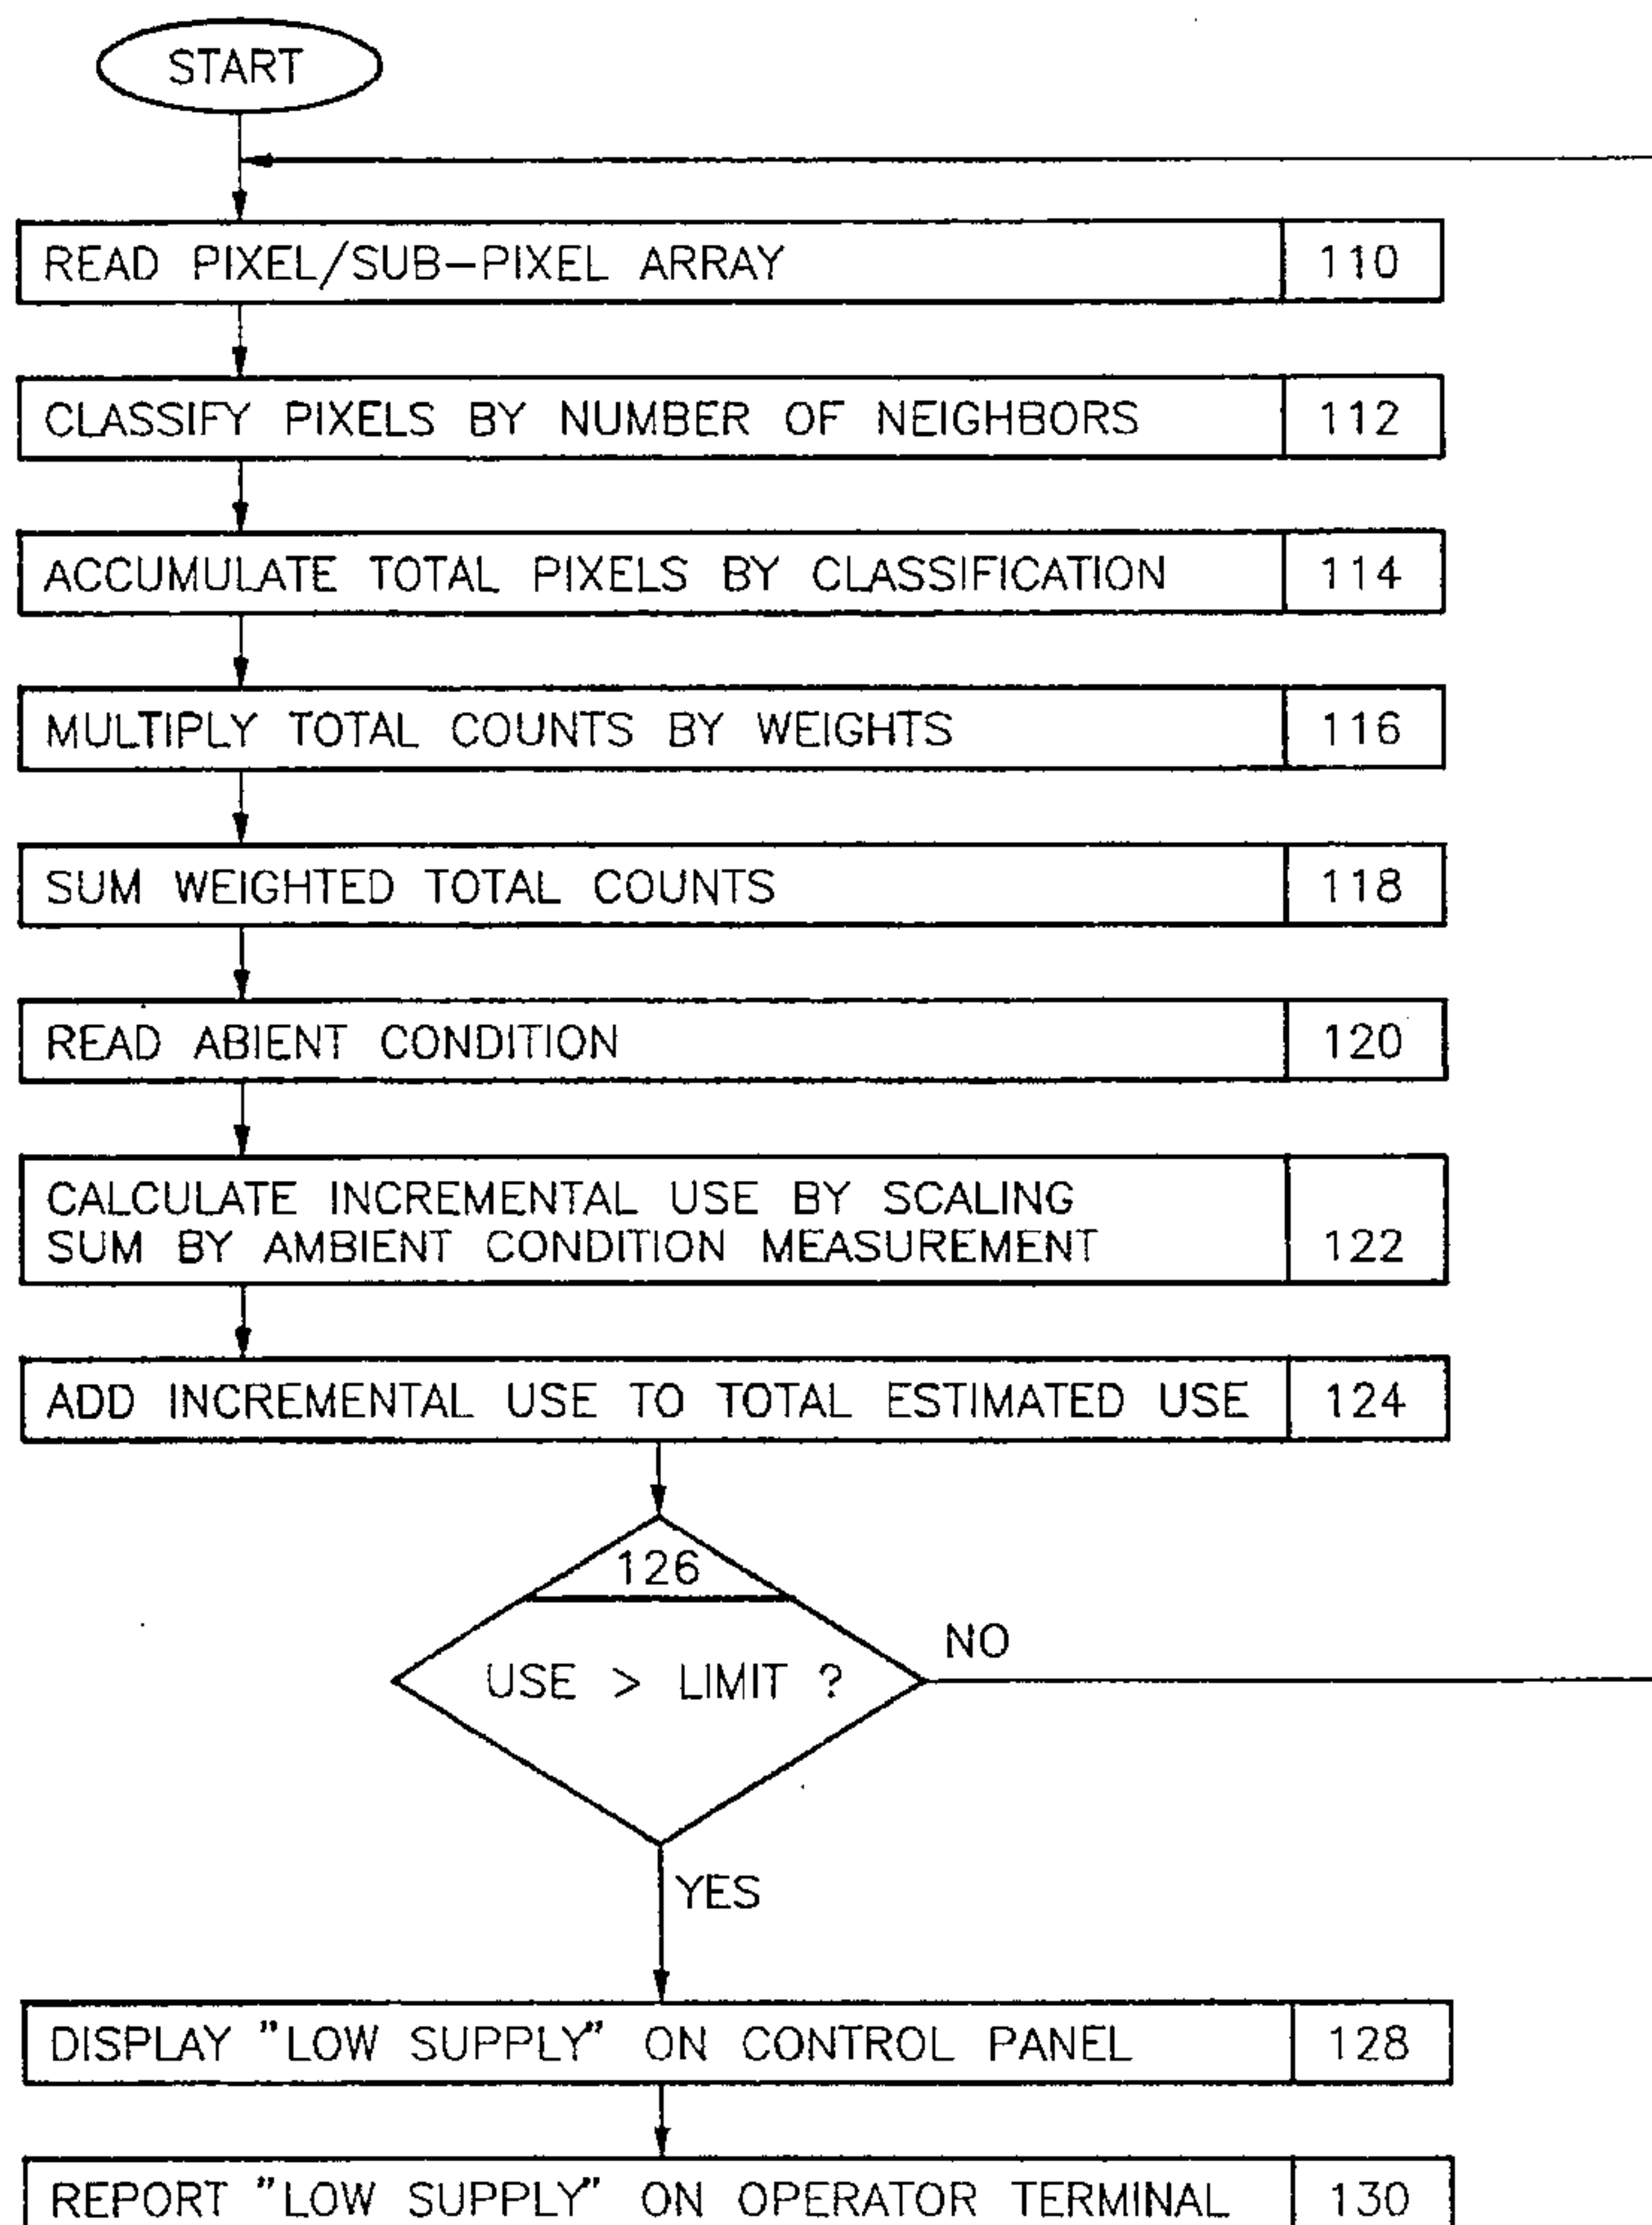 START
READ PIXEL/SUB-PIXEL ARRAY 110
CLASSIFY PIXELS BY NUMBER OF NEIGHBORS 112
ACCUMULATE TOTAL PIXELS BY CLASSIFICATION 114
MULTIPLY TOTAL COUNTS BY WEIGHTS 116
SUM WEIGHTED TOTAL COUNTS 118
READ ABIENT CONDITION 120
CALCULATE INCREMENTAL USE BY SCALING
SUM BY AMBIENT CONDITION MEASUREMENT 122
ADD INCREMENTAL USE TO TOTAL ESTIMATED USE 124
126
NO
USE > LIMIT ?
YES
DISPLAY "LOW SUPPLY" ON CONTROL PANEL 128
REPORT "LOW SUPPLY" ON OPERATOR TERMINAL 130